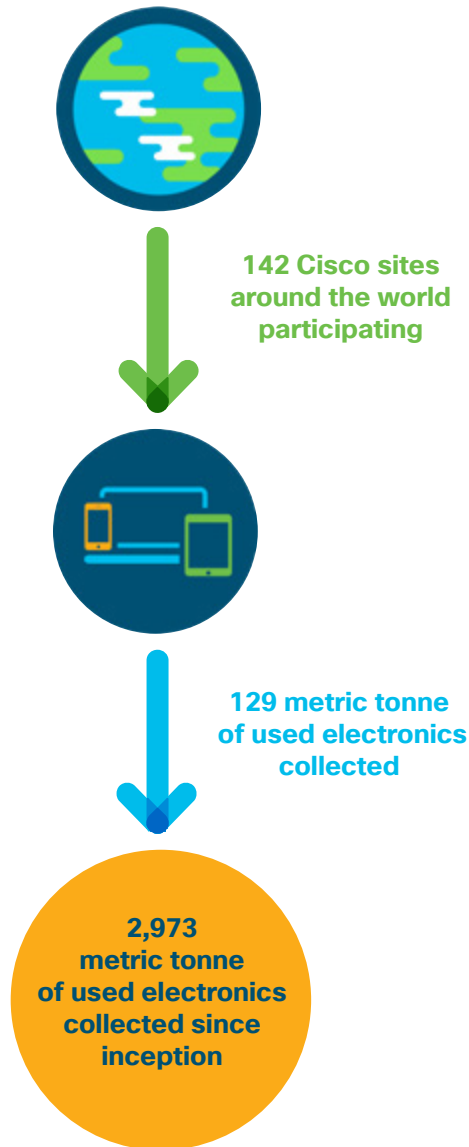 142 Cisco sites
around the world
participating
129 metric tonne
of used electronics
collected
2,973
metric tonne
of used electronics
collected since
inception